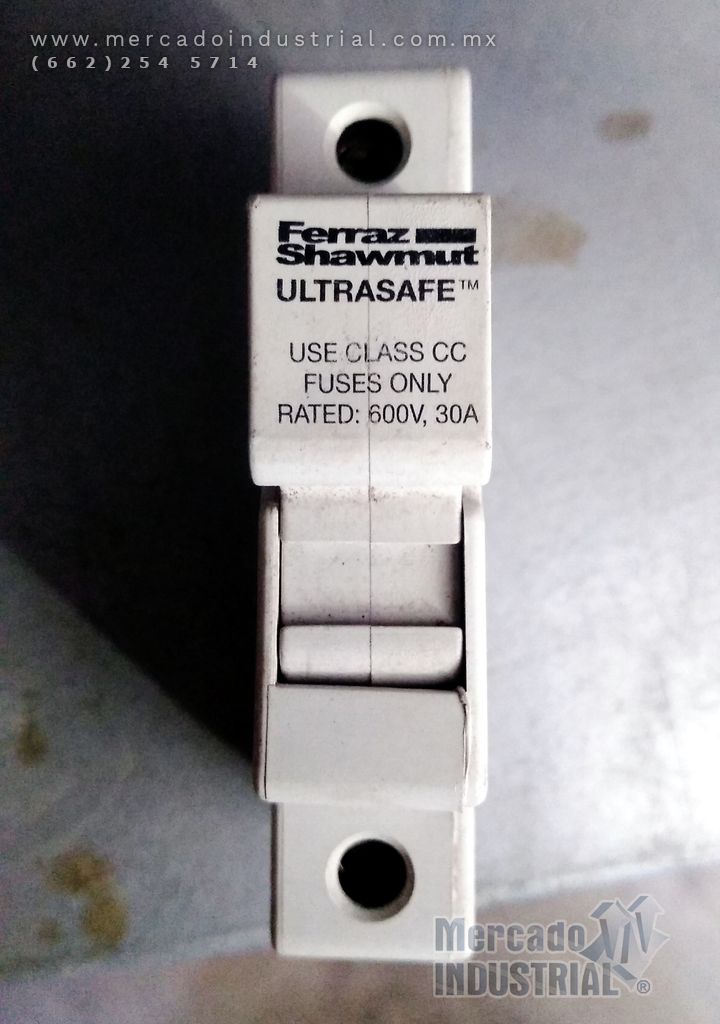 www.mercadoindustrial.com.mx
(662)254 5714
Ferraz
Shawmut
ULTRASAFE™
USE CLASS CC
FUSES ONLY
RATED: 600V, 30A
Mercado
INDUSTRIAL®